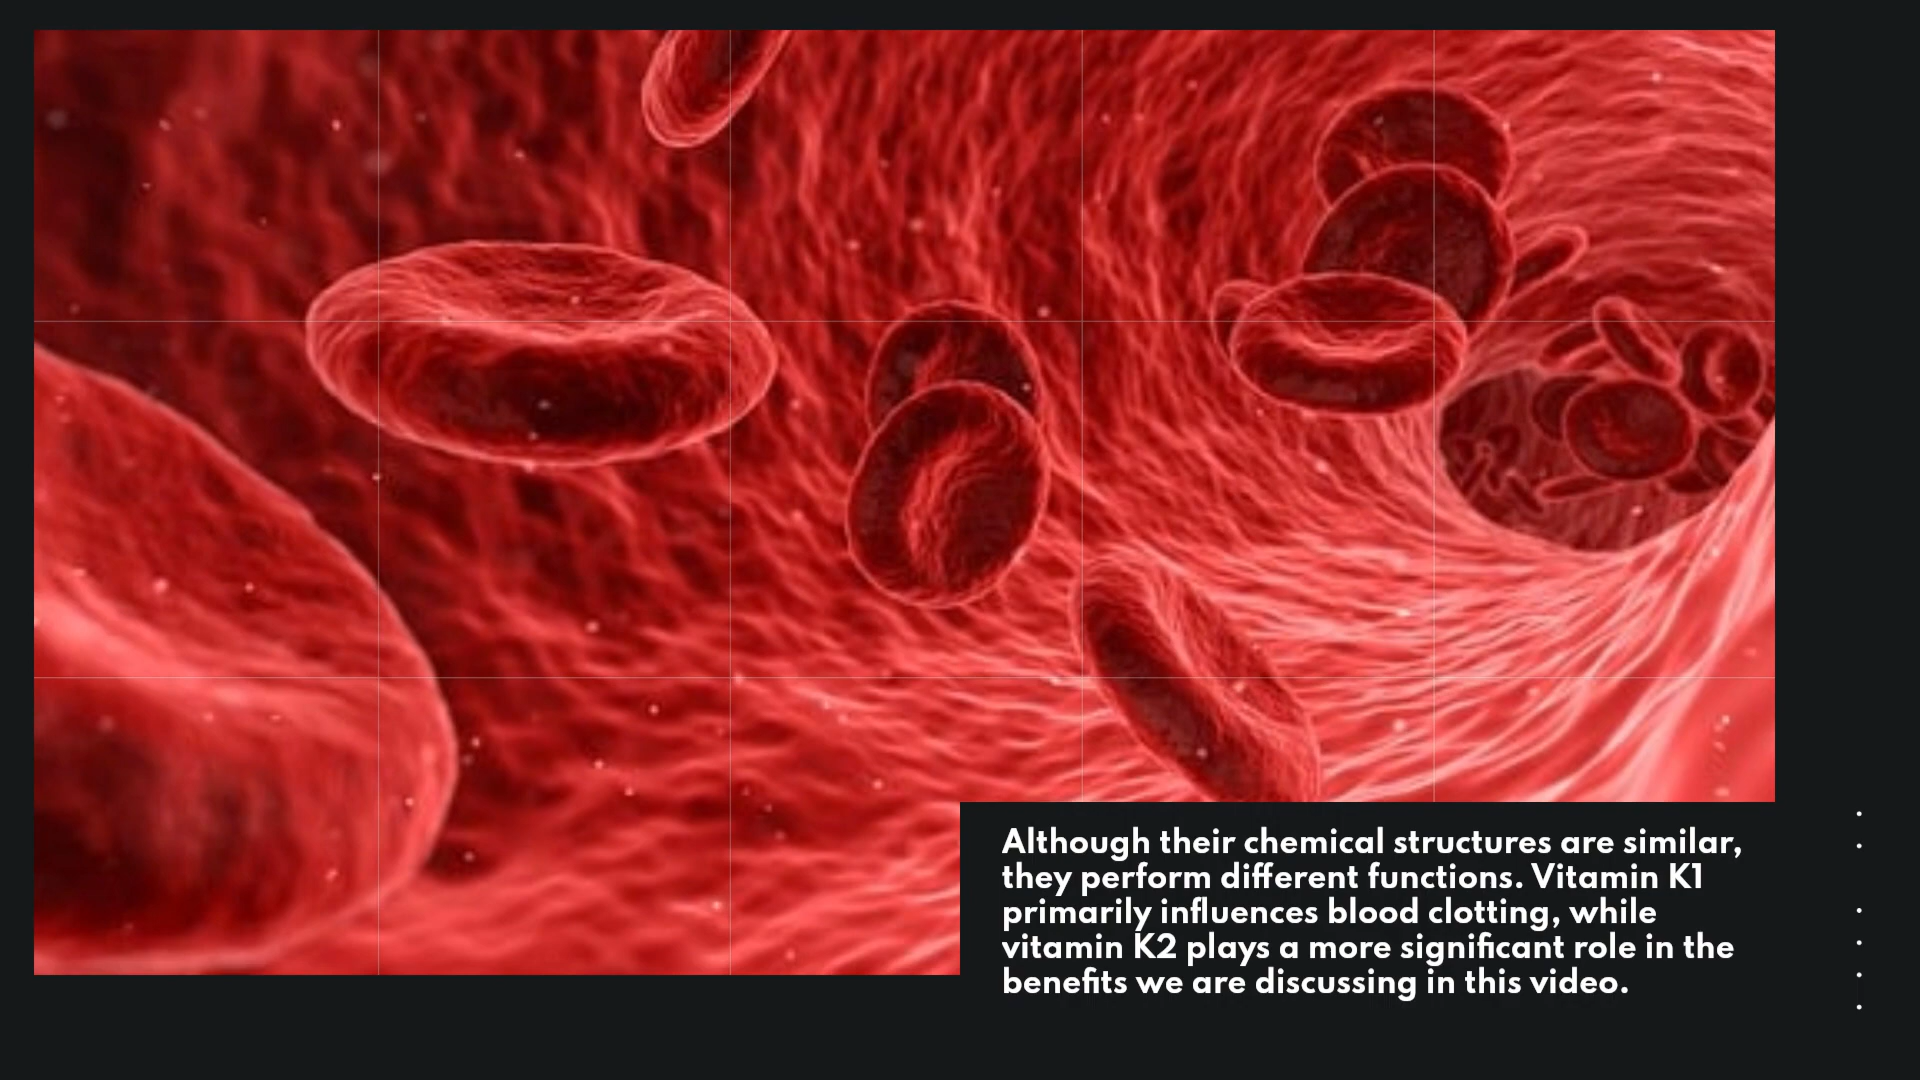 Although their chemical structures are similar,
they perform different functions. Vitamin K1
primarily influences blood clotting, while
vitamin K2 plays a more significant role in the
benefits we are discussing in this video.